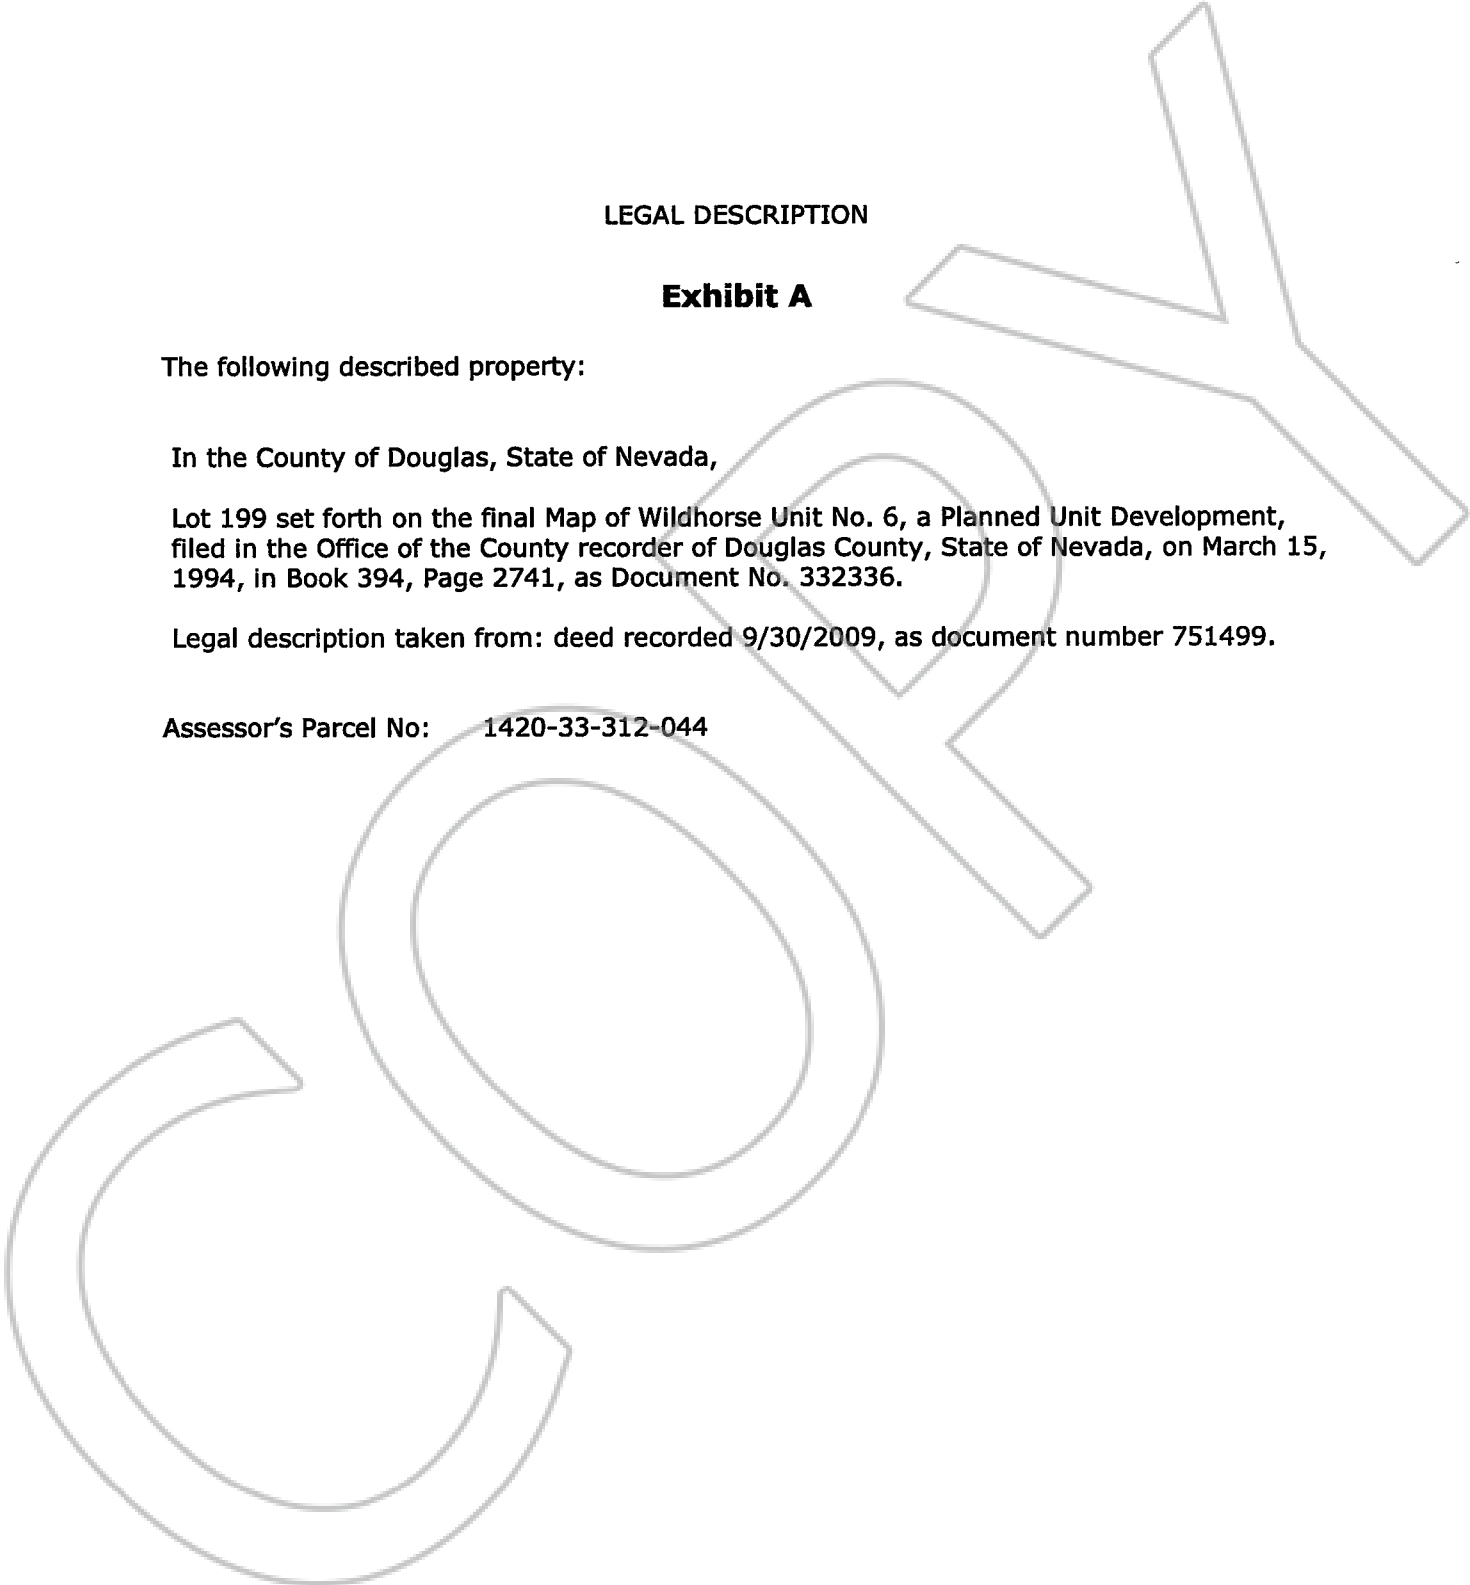 LEGAL DESCRIPTION
Exhibit A
The following described property:
In the County of Douglas, State of Nevada,
Lot 199 set forth on the final Map of Wildhorse Unit No. 6, a Planned Unit Development,
filed in the Office of the County recorder of Douglas County, State of Nevada, on March 15,
1994, in Book 394, Page 2741, as Document No. 332336.
Legal description taken from: deed recorded 9/30/2009, as document number 751499.
Assessor's Parcel No: 1420-33-312-044
COPY